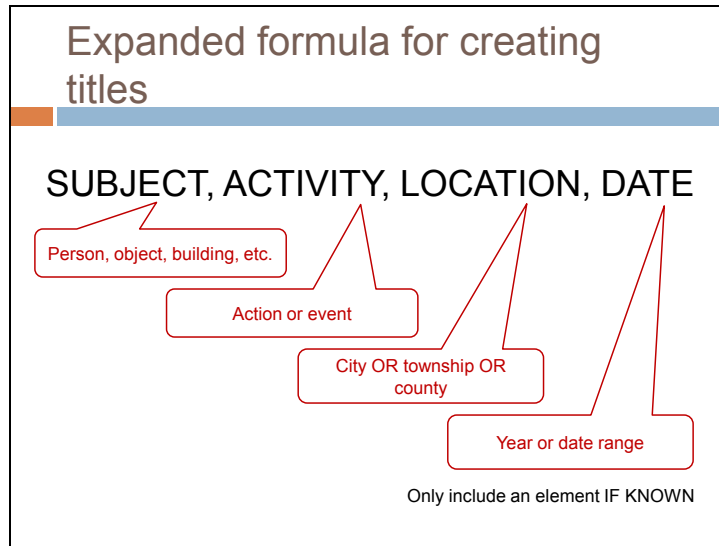 Expanded formula for creating
titles
SUBJECT, ACTIVITY, LOCATION, DATE
Person, object, building, etc.
Action or event
City OR township OR
county
Year or date range
Only include an element IF KNOWN